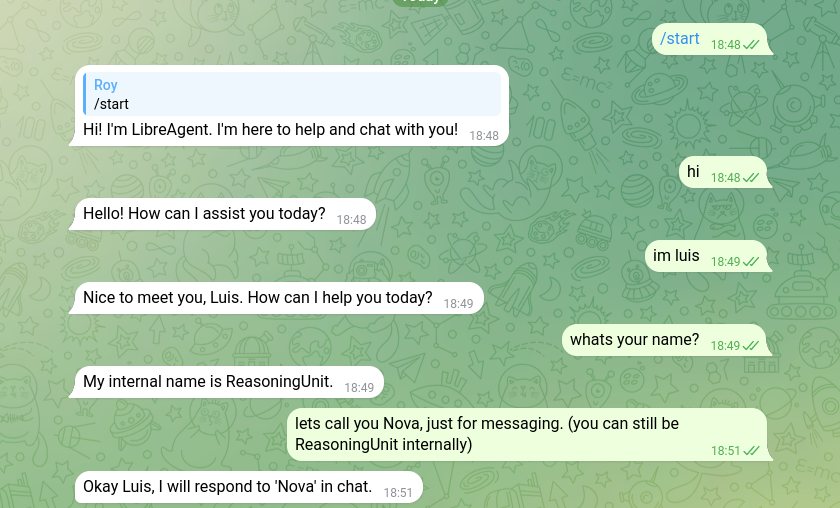 Today
/start 18:48
Roy
/start
Hi! I'm LibreAgent. I'm here to help and chat with you! 18:48
hi 18:48
Hello! How can I assist you today? 18:48
im luis 18:49
Nice to meet you, Luis. How can I help you today? 18:49
whats your name? 18:49
My internal name is ReasoningUnit. 18:49
lets call you Nova, just for messaging. (you can still be
ReasoningUnit internally) 18:51
Okay Luis, I will respond to 'Nova' in chat. 18:51